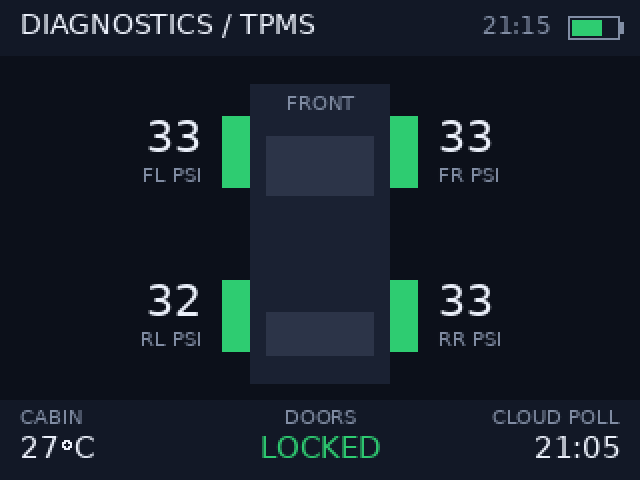 DIAGNOSTICS / TPMS 21:15
FRONT
33 33
FL PSI FR PSI
32 33
RL PSI RR PSI
CABIN DOORS CLOUD POLL
27°C LOCKED 21:05